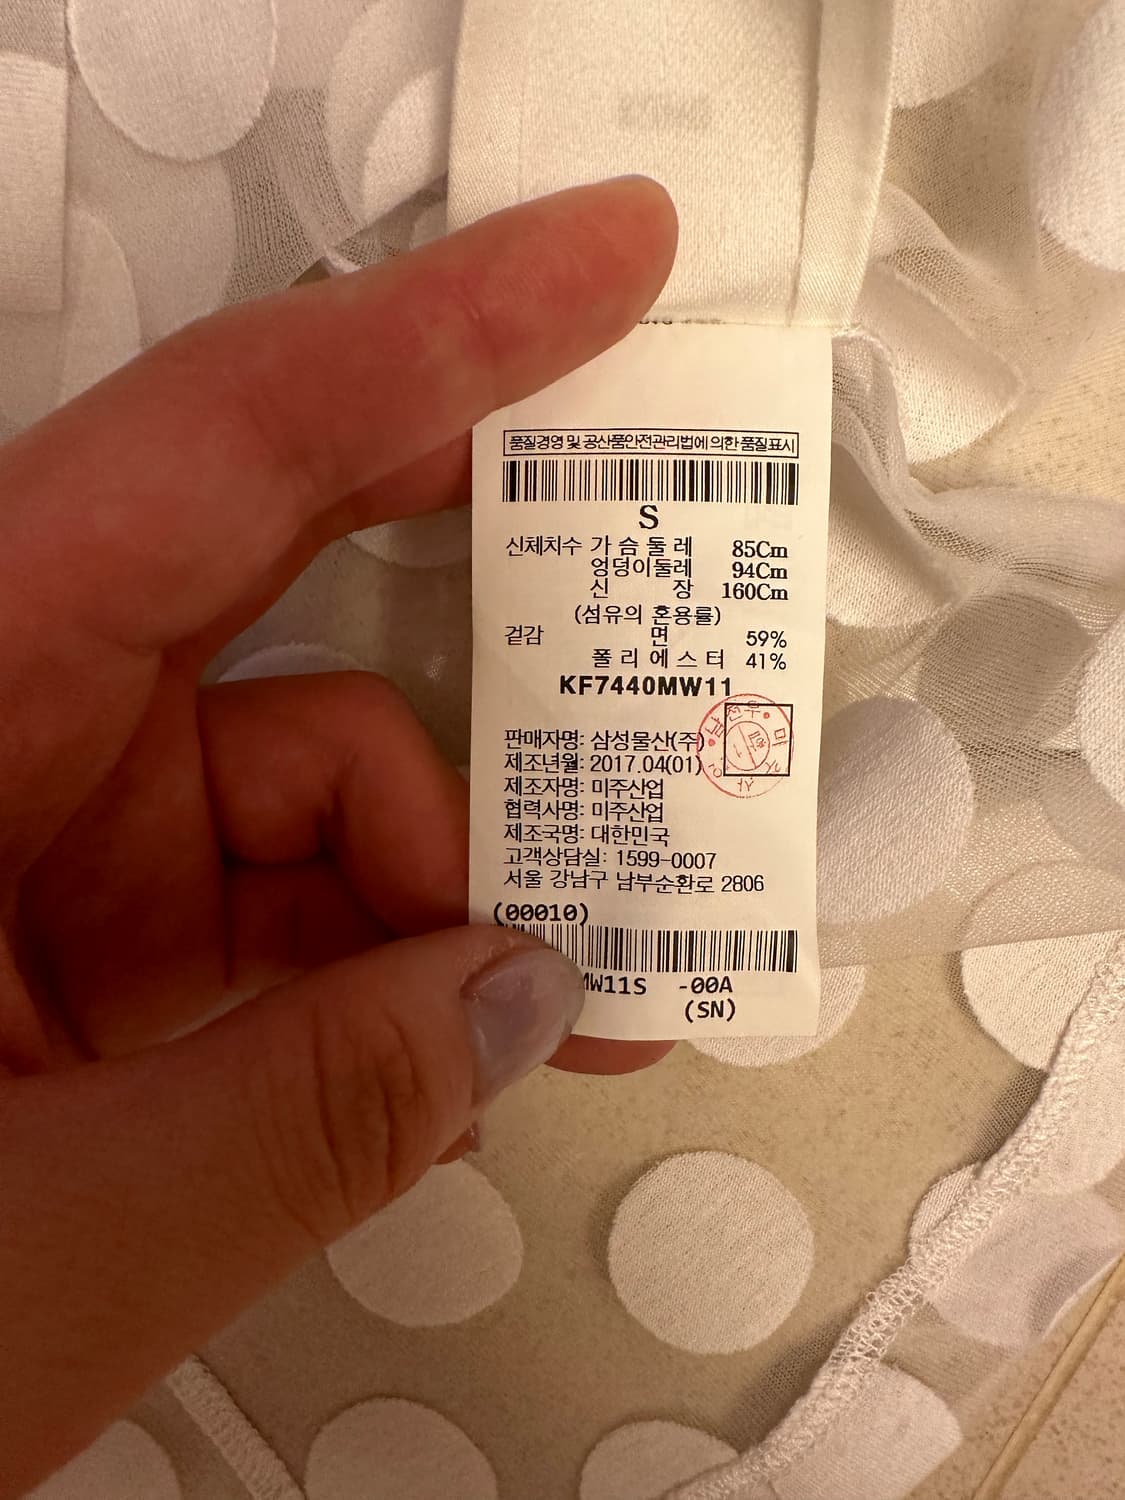 품질경영 및 공산품안전관리법에 의한 품질표시
S
신체치수 가슴둘레 85Cm
엉덩이둘레 94Cm
신 장 160Cm
(섬유의 혼용률)
겉감 면 59%
폴리에스터 41%
KF7440MW11
판매자명: 삼성물산(주)
제조년월: 2017.04(01)
제조자명: 미주산업
협력사명: 미주산업
제조국명: 대한민국
고객상담실: 1599-0007
서울 강남구 남부순환로 2806
(00010)
MW11S -00A
(SN)